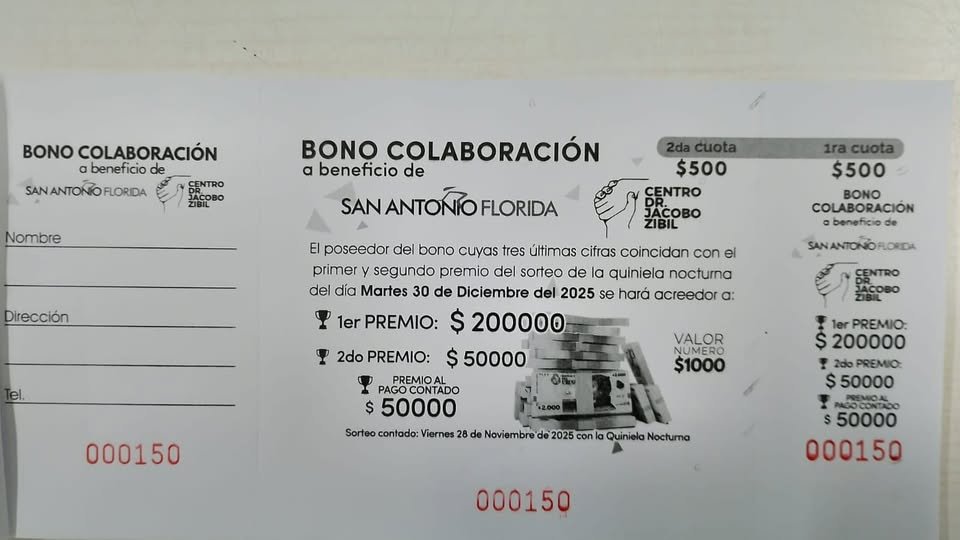 BONO COLABORACIÓN
a beneficio de
SAN ANTONIO FLORIDA
CENTRO
DR.
JACOBO
ZIBIL
Nombre
Dirección
Tel.
000150
BONO COLABORACIÓN
a beneficio de
SAN ANTONIO FLORIDA
CENTRO
DR.
JACOBO
ZIBIL
2da cuota
$500
El poseedor del bono cuyas tres últimas cifras coincidan con el
primer y segundo premio del sorteo de la quiniela nocturna
del día Martes 30 de Diciembre del 2025 se hará acreedor a:
1er PREMIO: $ 200000
2do PREMIO: $ 50000
PREMIO AL
PAGO CONTADO
$ 50000
VALOR
NUMERO
$1000
2.000
Sorteo contado: Viernes 28 de Noviembre de 2025 con la Quiniela Nocturna
000150
1ra cuota
$500
BONO
COLABORACIÓN
a beneficio de
SAN ANTONIO FLORIDA
CENTRO
DR.
JACOBO
ZIBIL
1er PREMIO:
$ 200000
2do PREMIO:
$ 50000
PREMIO AL
PAGO CONTADO
$ 50000
000150